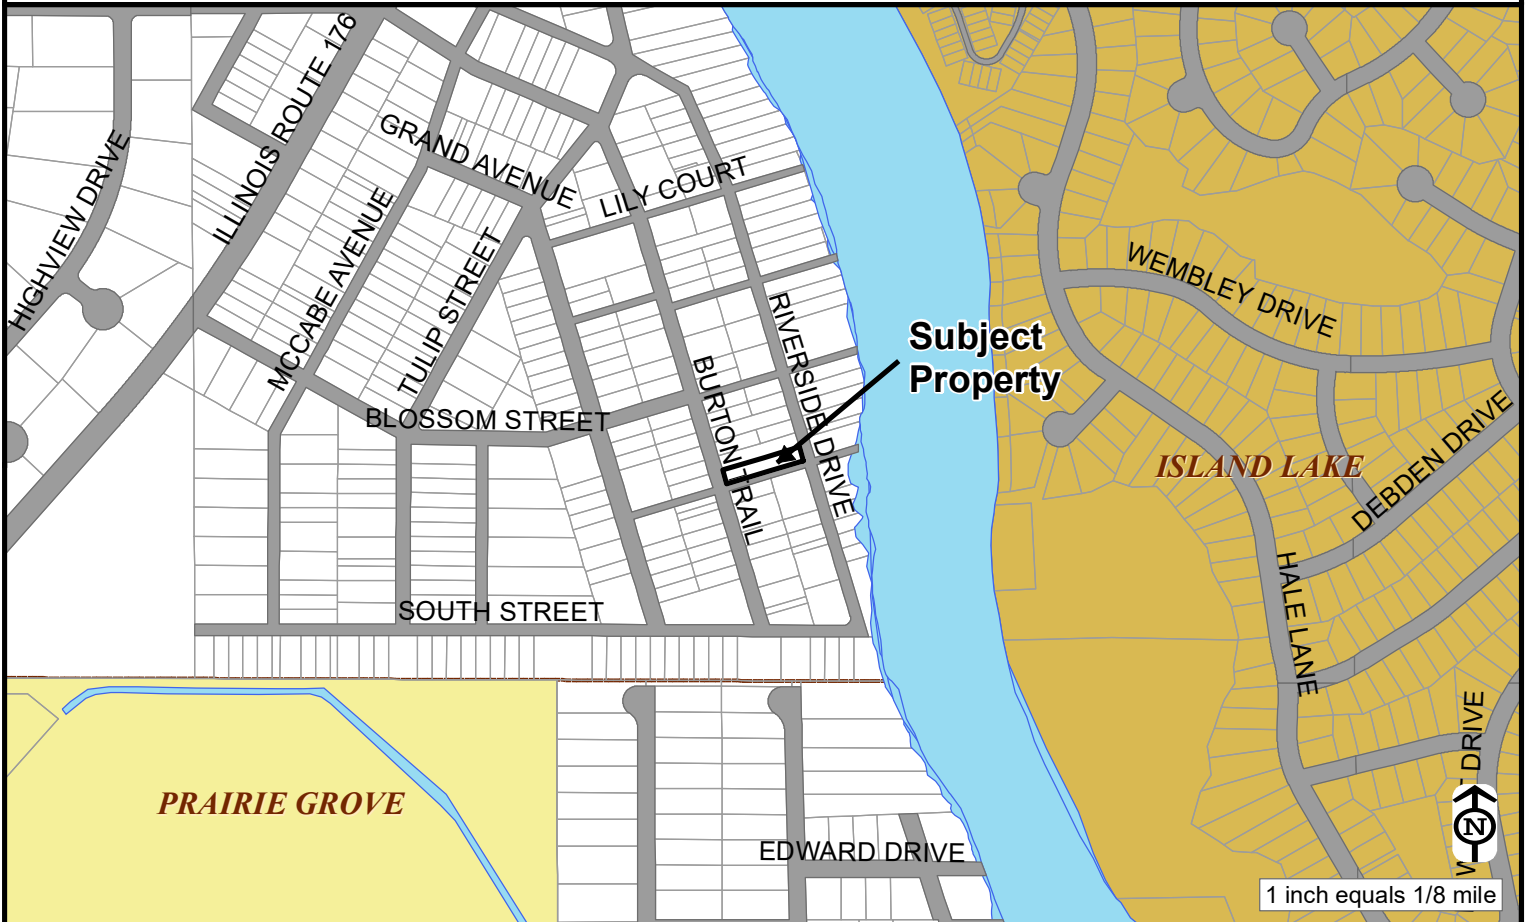 ILLINOIS ROUTE 176
HIGHVIEW DRIVE
GRAND AVENUE
LILY COURT
MCCABE AVENUE
TULIP STREET
WEMBLEY DRIVE
RIVERSIDE DRIVE
Subject
Property
BURTON TRAIL
BLOSSOM STREET
DEBDEN DRIVE
ISLAND LAKE
HALE LANE
SOUTH STREET
DRIVE
PRAIRIE GROVE
N
EDWARD DRIVE
1 inch equals 1/8 mile